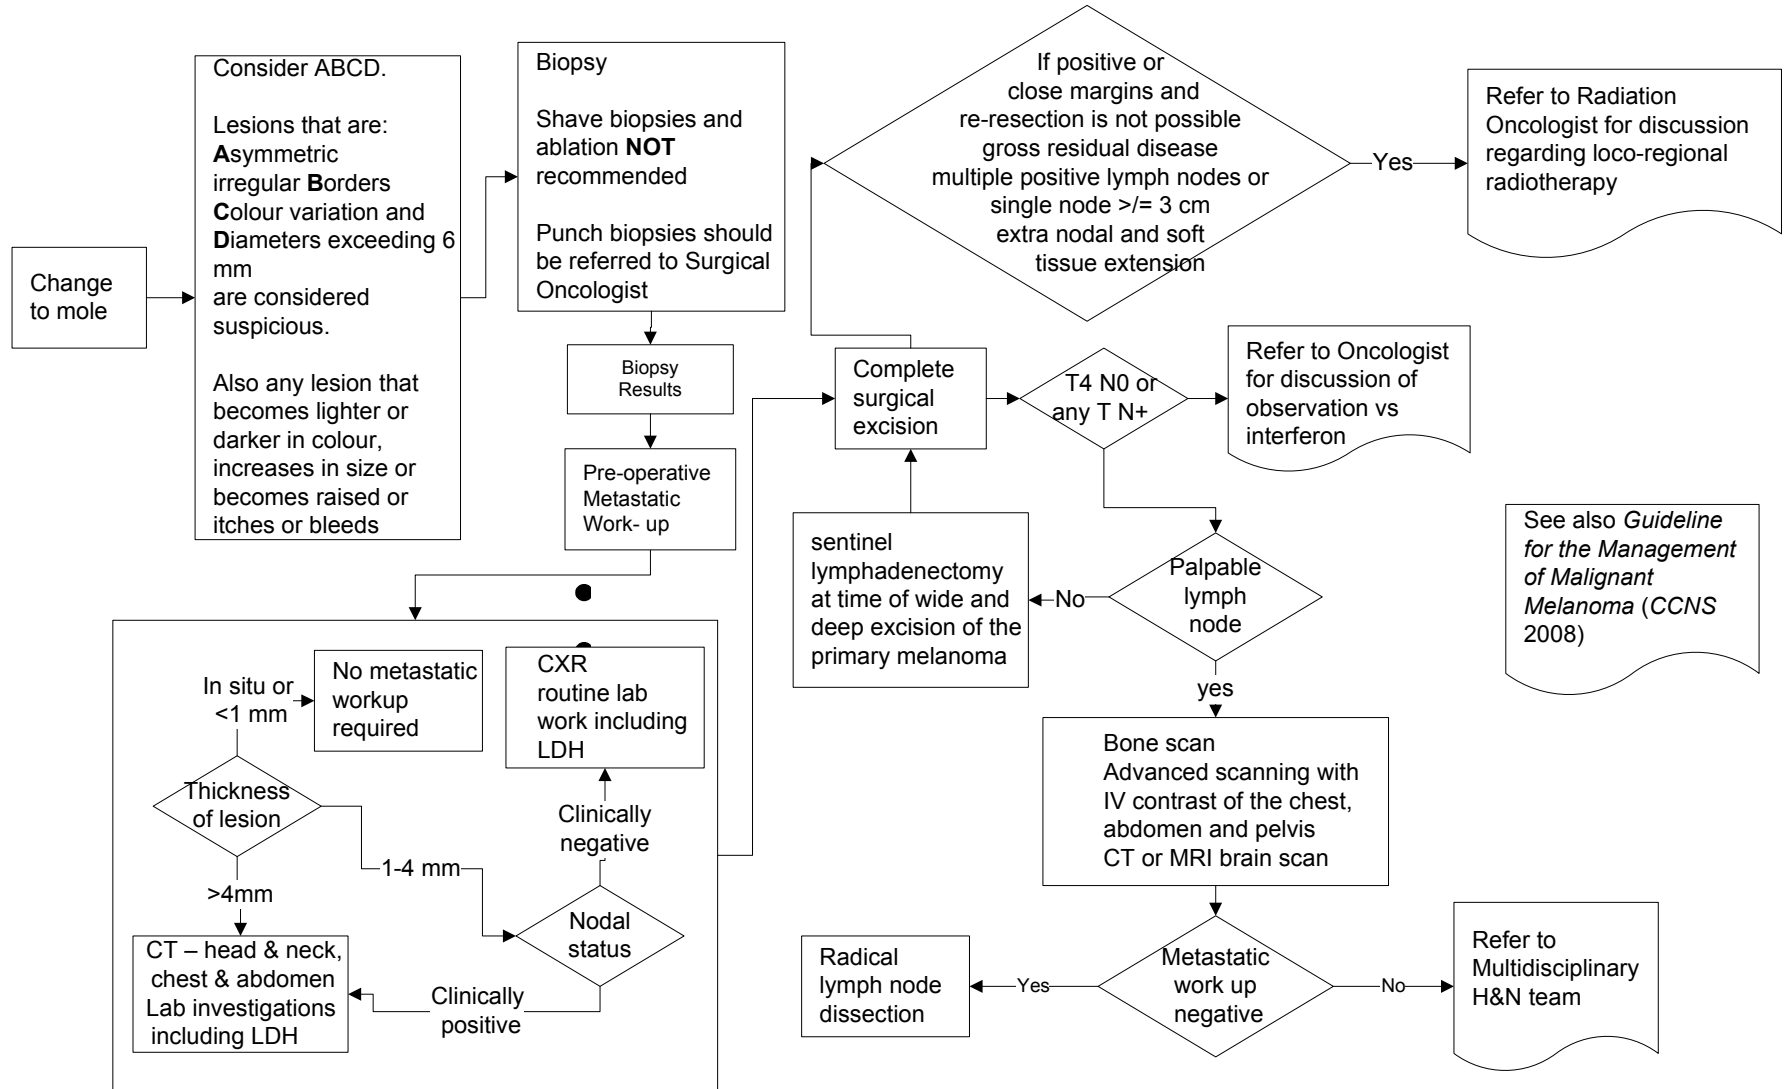 Change
to mole
Consider ABCD.
Lesions that are:
Asymmetric
irregular Borders
Colour variation and
Diameters exceeding 6
mm
are considered
suspicious.
Also any lesion that
becomes lighter or
darker in colour,
increases in size or
becomes raised or
itches or bleeds
Biopsy
Shave biopsies and
ablation NOT
recommended
Punch biopsies should
be referred to Surgical
Oncologist
Biopsy
Results
Pre-operative
Metastatic
Work- up
In situ or
<1 mm
No metastatic
workup
required
Thickness
of lesion
>4mm
1-4 mm
CT – head & neck,
chest & abdomen
Lab investigations
including LDH
CXR
routine lab
work including
LDH
Clinically
negative
Nodal
status
Clinically
positive
If positive or
close margins and
re-resection is not possible
gross residual disease
multiple positive lymph nodes or
single node >/= 3 cm
extra nodal and soft
tissue extension
Yes
Refer to Radiation
Oncologist for discussion
regarding loco-regional
radiotherapy
Complete
surgical
excision
T4 N0 or
any T N+
Refer to Oncologist
for discussion of
observation vs
interferon
sentinel
lymphadenectomy
at time of wide and
deep excision of the
primary melanoma
No
Palpable
lymph
node
yes
See also Guideline
for the Management
of Malignant
Melanoma (CCNS
2008)
Bone scan
Advanced scanning with
IV contrast of the chest,
abdomen and pelvis
CT or MRI brain scan
Radical
lymph node
dissection
Yes
Metastatic
work up
negative
No
Refer to
Multidisciplinary
H&N team